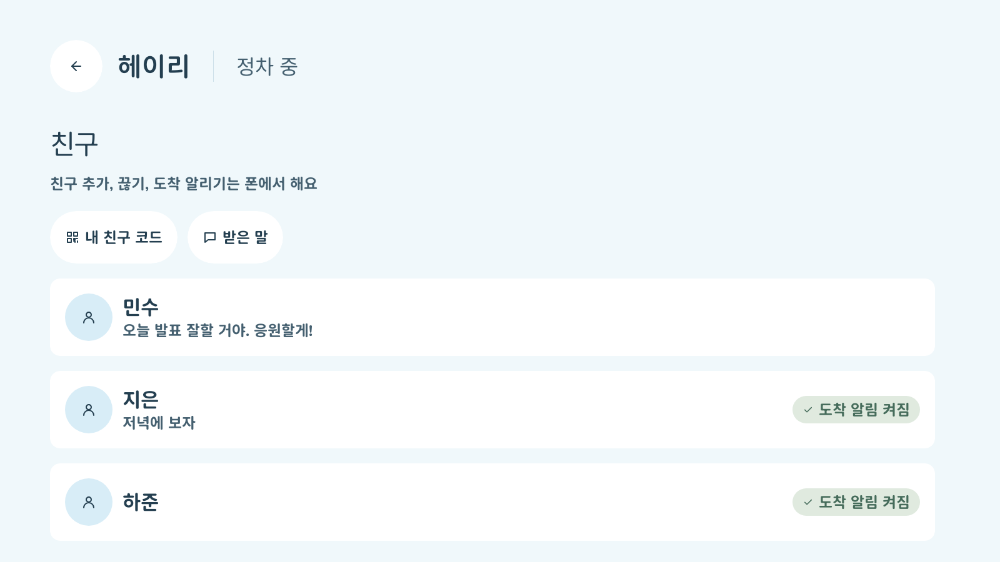 헤이리
정차 중
친구
친구 추가, 끊기, 도착 알리기는 폰에서 해요
내 친구 코드
받은 말
민수
오늘 발표 잘할 거야. 응원할게!
지은
저녁에 보자
도착 알림 켜짐
하준
도착 알림 켜짐